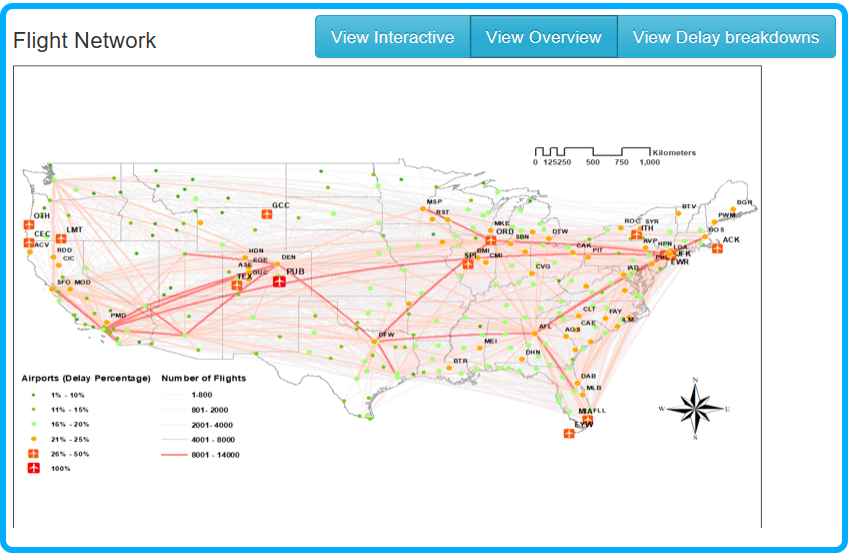 Flight Network
View Interactive
View Overview
View Delay breakdowns
Kilometers
0 125250 500 750 1,000
MSP
RST
MKE
ORD
SBN
DTW
BMI
SPI
CMI
CVG
CAK
PIT
ROC
SYR
ITH
BTV
BGR
PWM
BOS
ACK
AVP
HPN
LGA
JFK
PHL
EWR
IAD
GCC
OTH
CEC
LMT
ACV
RDD
CIC
SFO
MOD
PMD
HDN
ASE
EGE
DEN
GUC
TEX
PUB
DFW
MEI
BTR
DHN
AFL
AGS
CLT
CAE
FAY
ILM
DAB
MLB
MIA
FLL
EYW
N
W
E
S
Airports (Delay Percentage)
1% - 10%
11% - 15%
16% - 20%
21% - 25%
26% - 50%
100%
Number of Flights
1-800
801- 2000
2001- 4000
4001 - 8000
8001 - 14000